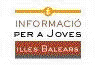 INFORMACIÓ
PER A JOVES
ILLES BALEARS